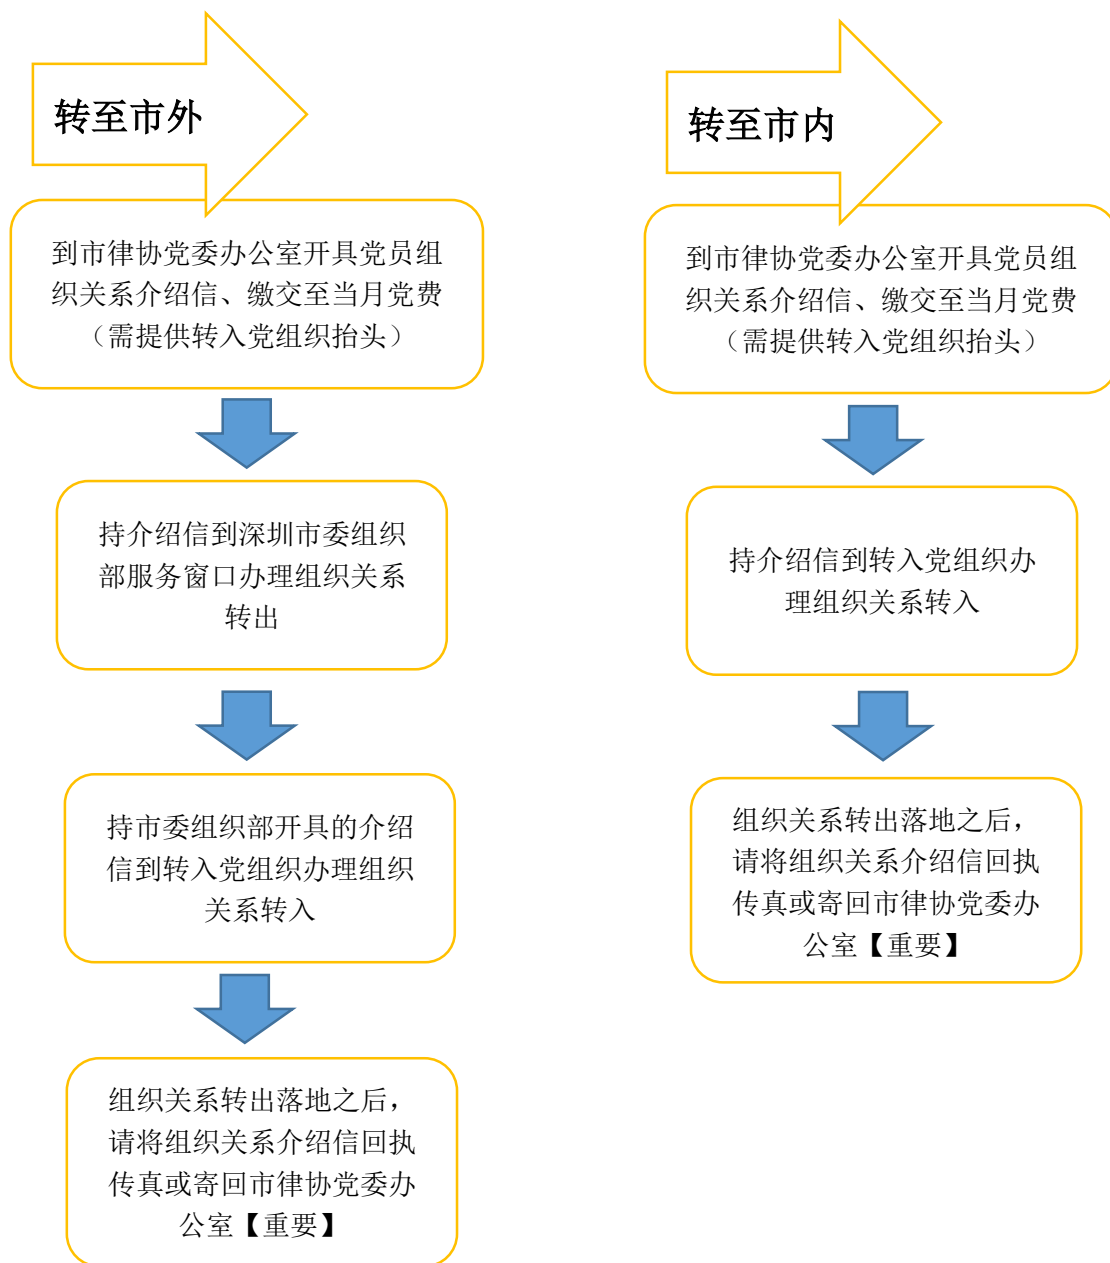 转至市外
到市律协党委办公室开具党员组
织关系介绍信、缴交至当月党费
（需提供转入党组织抬头）
持介绍信到深圳市委组织
部服务窗口办理组织关系
转出
持市委组织部开具的介绍
信到转入党组织办理组织
关系转入
组织关系转出落地之后，
请将组织关系介绍信回执
传真或寄回市律协党委办
公室【重要】
转至市内
到市律协党委办公室开具党员组
织关系介绍信、缴交至当月党费
（需提供转入党组织抬头）
持介绍信到转入党组织办
理组织关系转入
组织关系转出落地之后，
请将组织关系介绍信回执
传真或寄回市律协党委办
公室【重要】